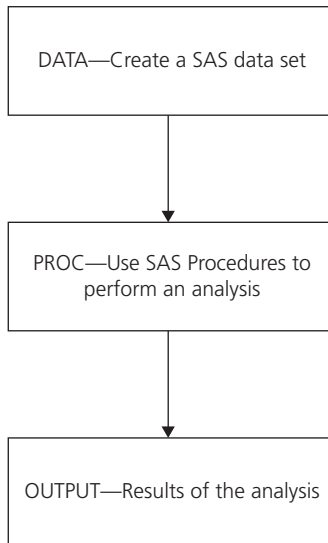 DATA—Create a SAS data set
PROC—Use SAS Procedures to
perform an analysis
OUTPUT—Results of the analysis